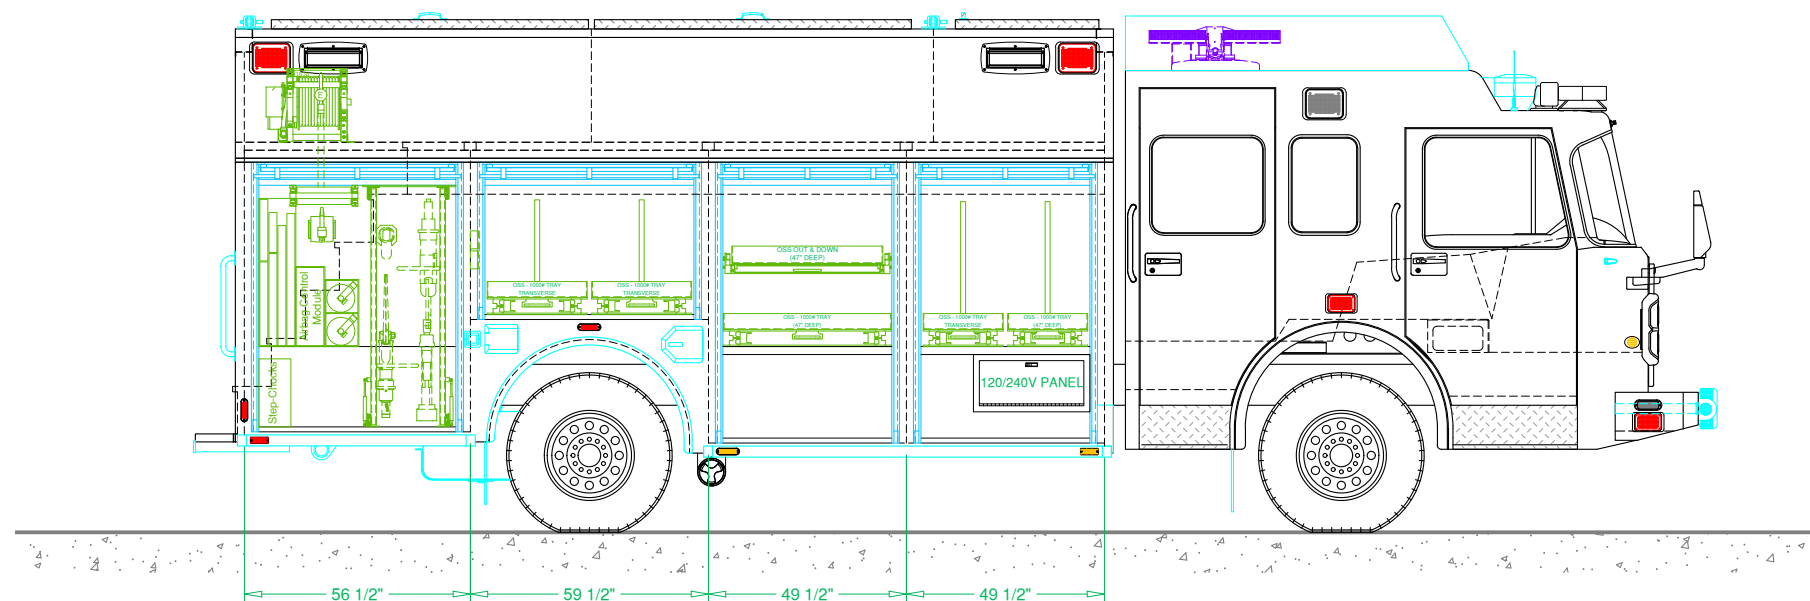 OSS OUT & DOWN
(47" DEEP)
OSS - 1000# TRAY
TRANSVERSE
OSS - 1000# TRAY
TRANSVERSE
Airbag Control
Module
OSS - 1000# TRAY
(47" DEEP)
OSS - 1000# TRAY
TRANSVERSE
OSS - 1000# TRAY
(47" DEEP)
Step-Chocks
120/240V PANEL
56 1/2"
59 1/2"
49 1/2"
49 1/2"